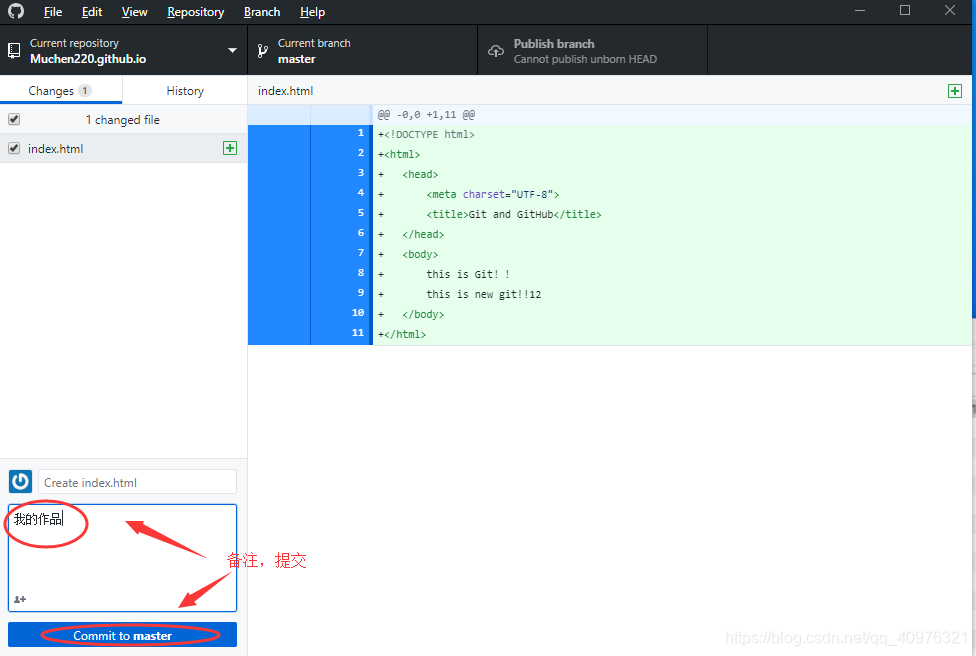 File Edit View Repository Branch Help
Current repository
Muchen220.github.io
Current branch
master
Publish branch
Cannot publish unborn HEAD
Changes 1
History
index.html
1 changed file
index.html
@@ -0,0 +1,11 @@
1 +<!DOCTYPE html>
2 +<html>
3 + <head>
4 + <meta charset="UTF-8">
5 + <title>Git and GitHub</title>
6 + </head>
7 + <body>
8 + this is Git! !
9 + this is new git!!12
10 + </body>
11 +</html>
Create index.html
我的作品
备注，提交
Commit to master
https://blog.csdn.net/qq_40976321